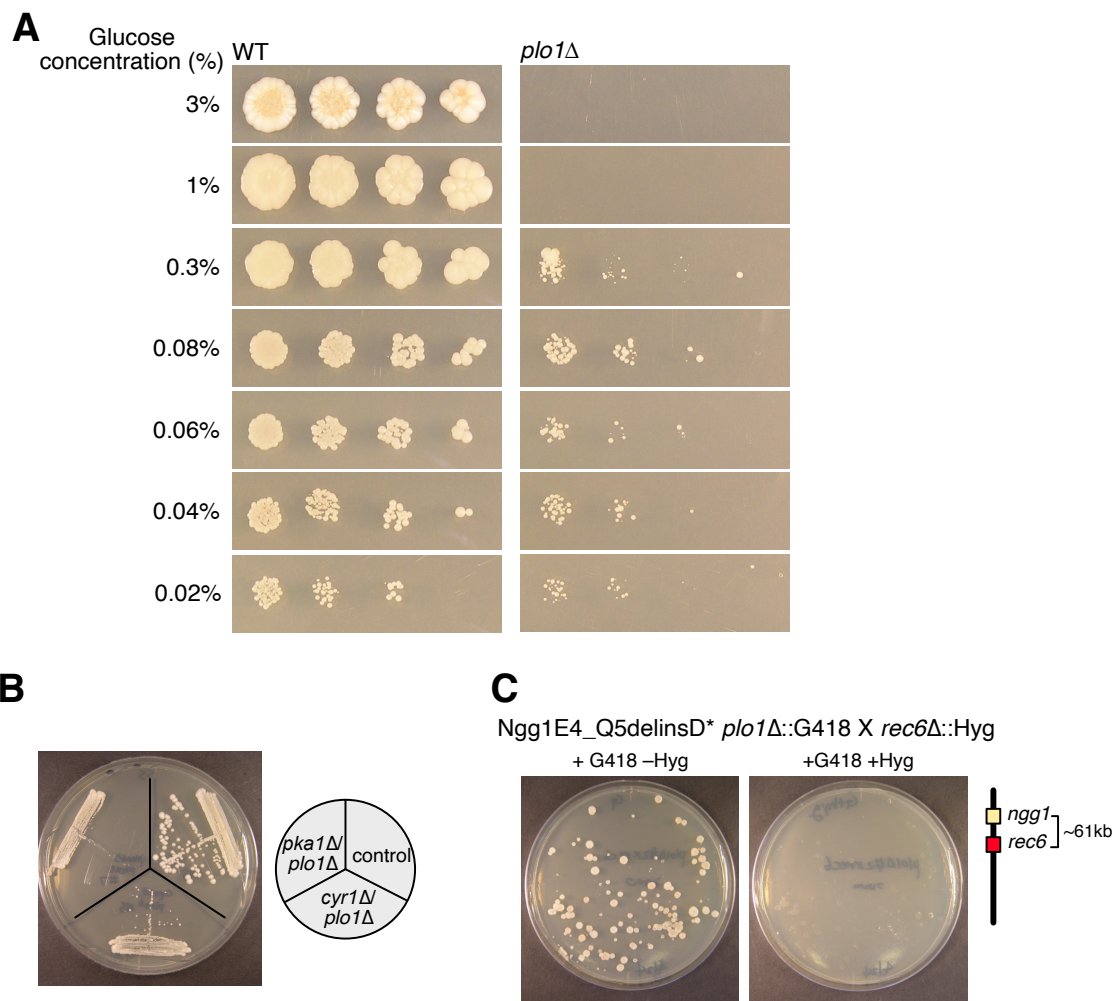 A
Glucose
concentration (%)
WT
plo1Δ
3%
1%
0.3%
0.08%
0.06%
0.04%
0.02%
B
pka1Δ/
plo1Δ
control
cyr1Δ/
plo1Δ
C
Ngg1E4_Q5delinsD* plo1Δ::G418 X rec6Δ::Hyg
+ G418 –Hyg
+G418 +Hyg
ngg1
rec6
~61kb